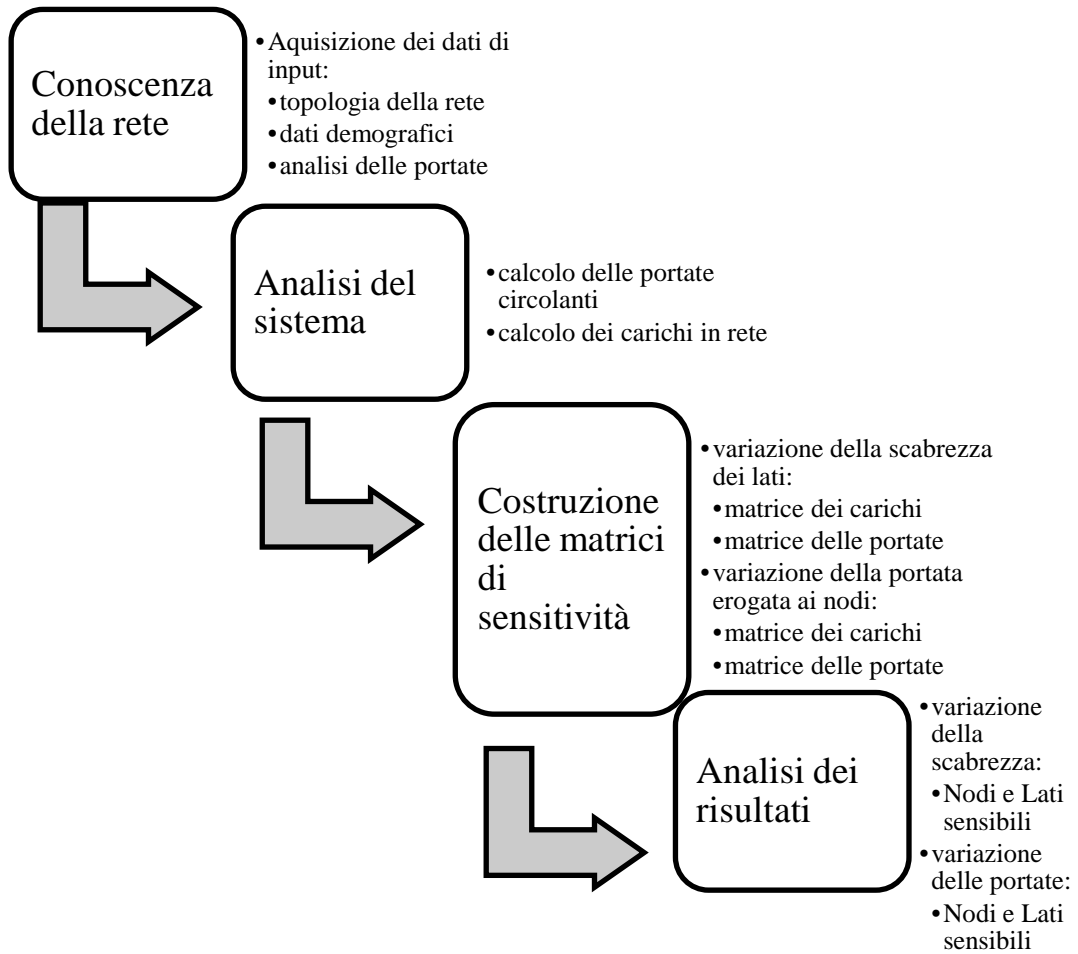 Conoscenza
della rete
•Aquisizione dei dati di
input:
•topologia della rete
•dati demografici
•analisi delle portate
Analisi del
sistema
•calcolo delle portate
circolanti
•calcolo dei carichi in rete
Costruzione
delle matrici
di
sensitività
•variazione della scabrezza
dei lati:
•matrice dei carichi
•matrice delle portate
•variazione della portata
erogata ai nodi:
•matrice dei carichi
•matrice delle portate
Analisi dei
risultati
•variazione
della
scabrezza:
•Nodi e Lati
sensibili
•variazione
delle portate:
•Nodi e Lati
sensibili